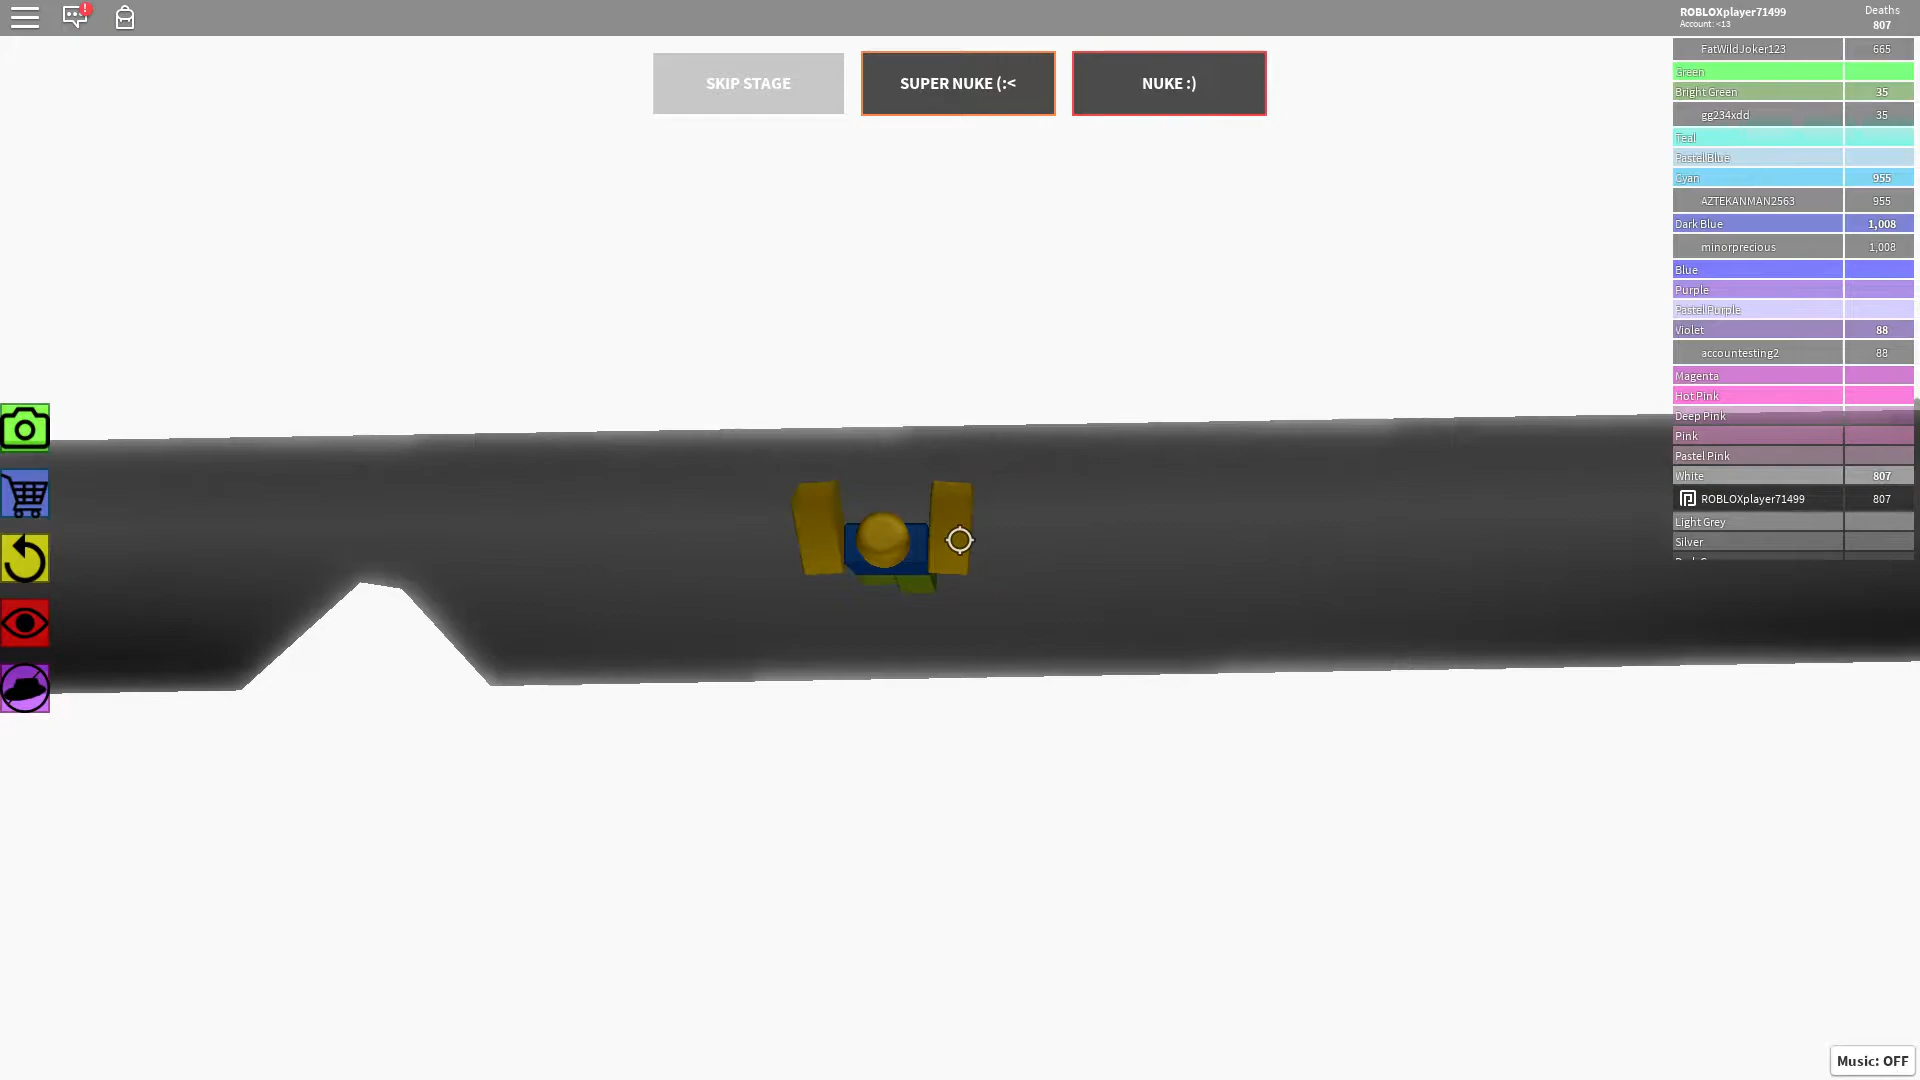 ROBLOXplayer71499
Account: <13
Deaths
807
SKIP STAGE
SUPER NUKE (:<
NUKE :)
FatWildJoker123 665
Green
Bright Green 35
gg234xdd 35
Teal
Pastel Blue
Cyan 955
AZTEKANMAN2563 955
Dark Blue 1,008
minorprecious 1,008
Blue
Purple
Pastel Purple
Violet 88
accountesting2 88
Magenta
Hot Pink
Deep Pink
Pink
Pastel Pink
White 807
ROBLOXplayer71499 807
Light Grey
Silver
Music: OFF